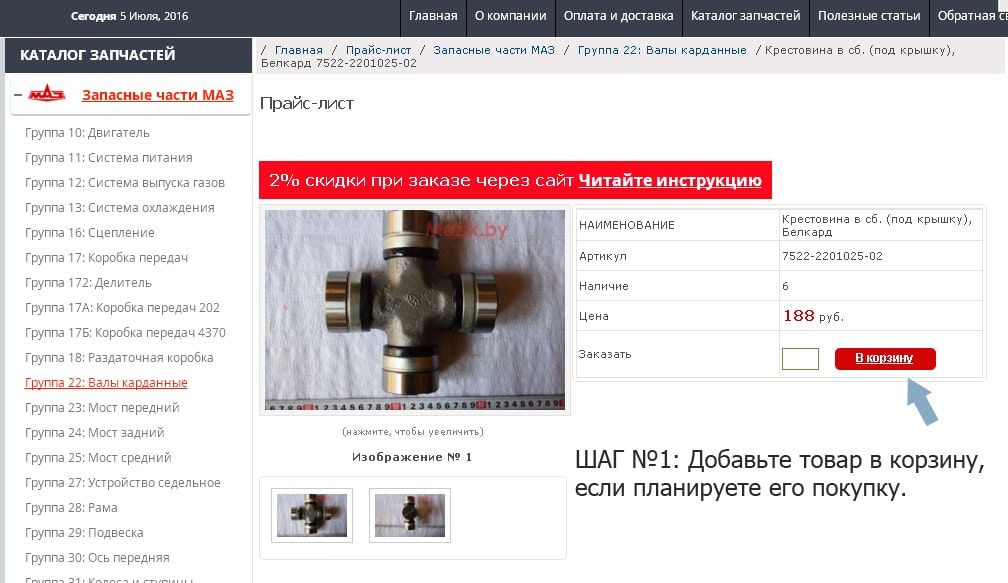 Сегодня 5 Июля, 2016
Главная
О компании
Оплата и доставка
Каталог запчастей
Полезные статьи
Обратная с
КАТАЛОГ ЗАПЧАСТЕЙ
МАЗ
Запасные части МАЗ
Группа 10: Двигатель
Группа 11: Система питания
Группа 12: Система выпуска газов
Группа 13: Система охлаждения
Группа 16: Сцепление
Группа 17: Коробка передач
Группа 172: Делитель
Группа 17А: Коробка передач 202
Группа 17Б: Коробка передач 4370
Группа 18: Раздаточная коробка
Группа 22: Валы карданные
Группа 23: Мост передний
Группа 24: Мост задний
Группа 25: Мост средний
Группа 27: Устройство седельное
Группа 28: Рама
Группа 29: Подвеска
Группа 30: Ось передняя
Группа 31: Колеса и ступицы
/ Главная / Прайс-лист / Запасные части МАЗ / Группа 22: Валы карданные / Крестовина в сб. (под крышку),
Белкард 7522-2201025-02
Прайс-лист
2% скидки при заказе через сайт Читайте инструкцию
Mazik.by
(нажмите, чтобы увеличить)
Изображение № 1
НАИМЕНОВАНИЕ
Крестовина в сб. (под крышку),
Белкард
Артикул
7522-2201025-02
Наличие
6
Цена
188 руб.
Заказать
В корзину
ШАГ №1: Добавьте товар в корзину,
если планируете его покупку.